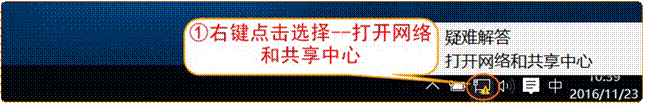 ①右键点击选择--打开网络
和共享中心
疑难解答
打开网络和共享中心
中
10:39
2016/11/23